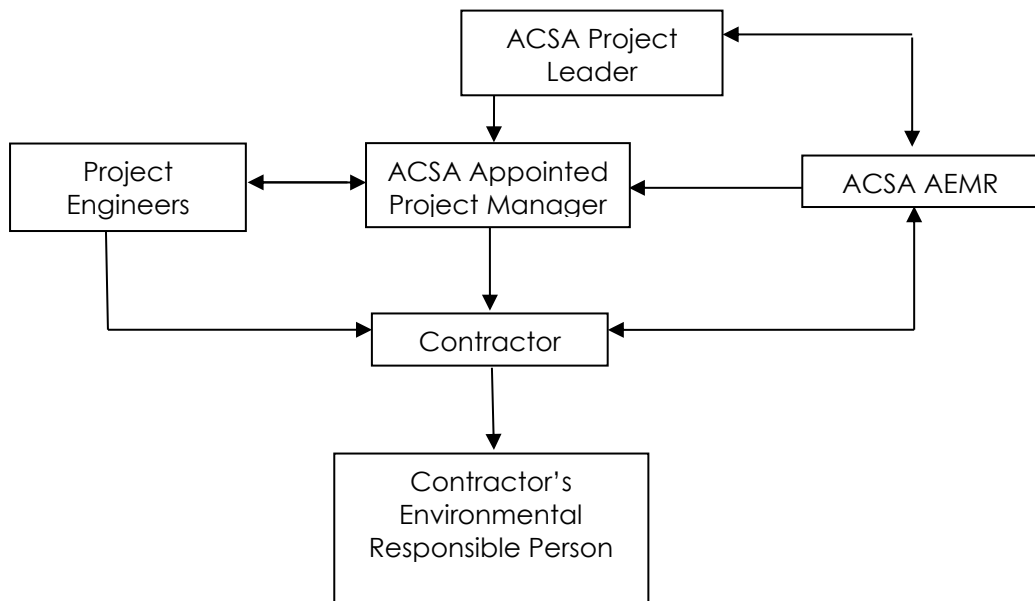 ACSA Project
Leader
Project
Engineers
ACSA Appointed
Project Manager
ACSA AEMR
Contractor
Contractor’s
Environmental
Responsible Person